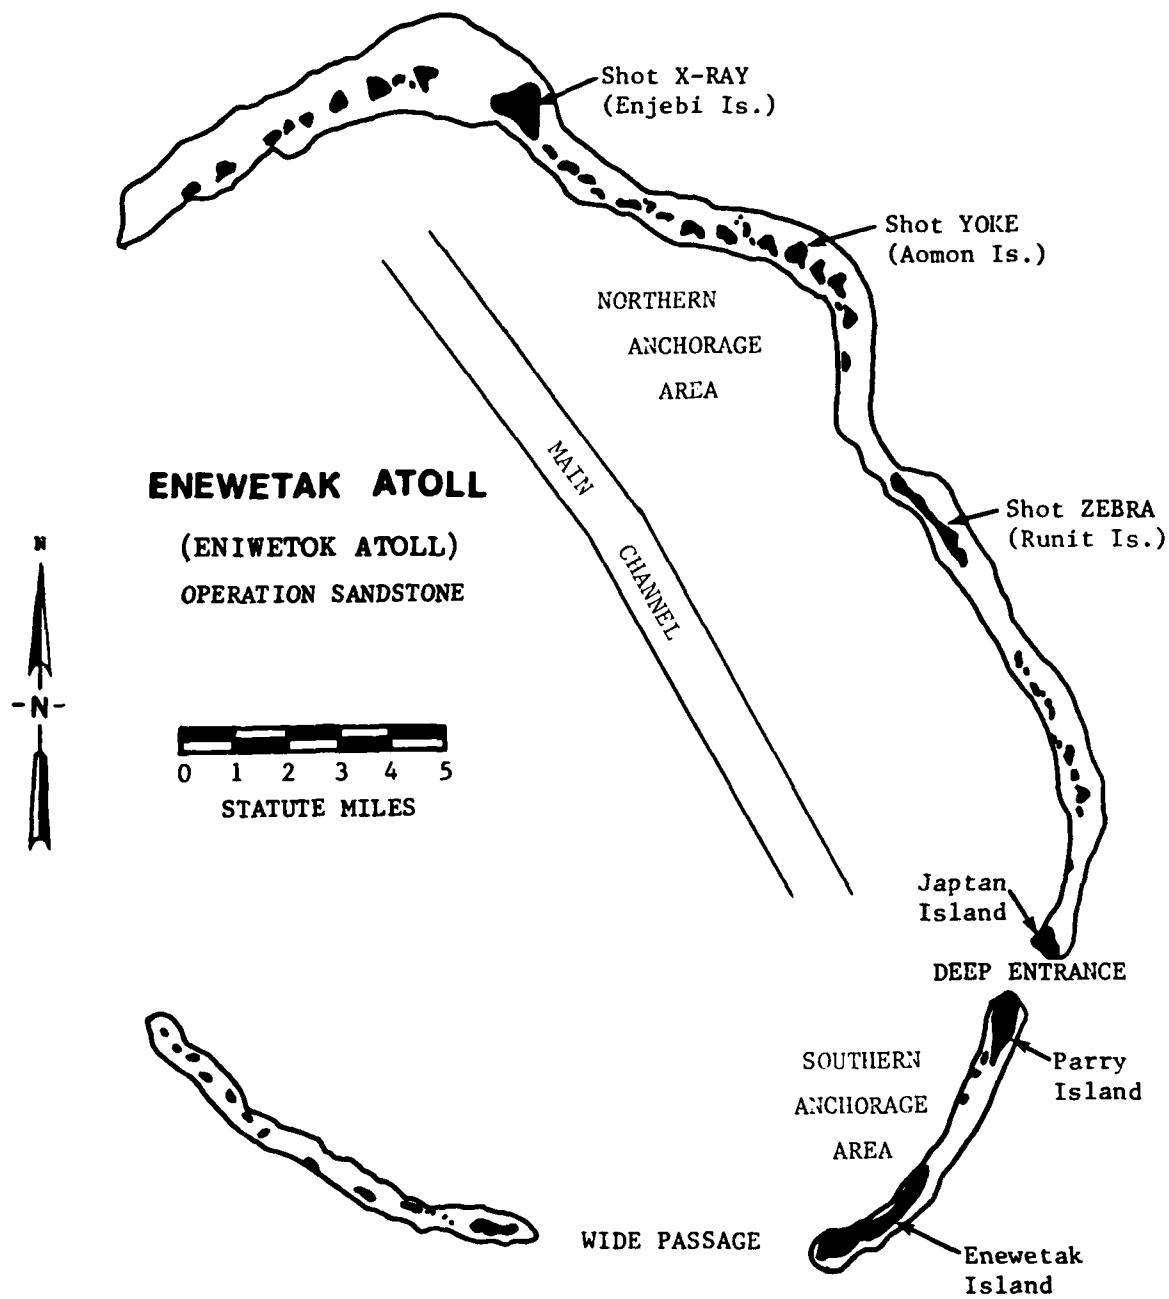 Shot X-RAY
(Enjebi Is.)
Shot YOKE
(Aomon Is.)
NORTHERN
ANCHORAGE
AREA
MAIN
CHANNEL
ENEWETAK ATOLL
(ENIWETOK ATOLL)
OPERATION SANDSTONE
Shot ZEBRA
(Runit Is.)
N
-N-
0 1 2 3 4 5
STATUTE MILES
Japtan
Island
DEEP ENTRANCE
SOUTHERN
ANCHORAGE
AREA
Parry
Island
WIDE PASSAGE
Enewetak
Island